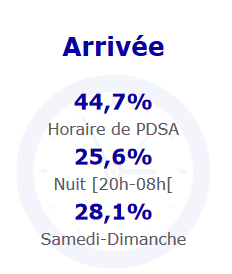 Arrivée
44,7%
Horaire de PDSA
25,6%
Nuit [20h-08h[
28,1%
Samedi-Dimanche